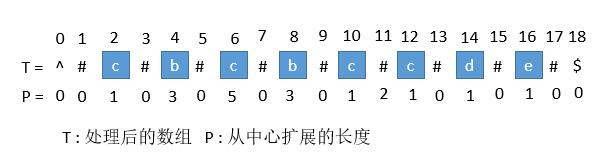 0 1 2 3 4 5 6 7 8 9 10 11 12 13 14 15 16 17 18
T = ^ # c # b # c # b # c # c # d # e # $
P = 0 0 1 0 3 0 5 0 3 0 1 2 1 0 1 0 1 0 0
T : 处理后的数组 P : 从中心扩展的长度